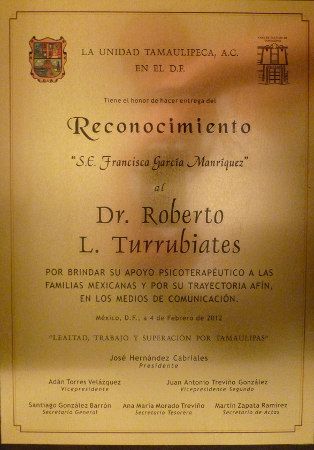 LA UNIDAD TAMAULIPECA, A.C.
EN EL D.F.
Tiene el honor de hacer entrega del
Reconocimiento
"S.E. Francisca García Manríquez"
al
Dr. Roberto
L. Turrubiates
POR BRINDAR SU APOYO PSICOTERAPÉUTICO A LAS
FAMILIAS MEXICANAS Y POR SU TRAYECTORIA AFÍN,
EN LOS MEDIOS DE COMUNICACIÓN.
México, D.F., a 4 de Febrero de 2012
"LEALTAD, TRABAJO Y SUPERACION POR TAMAULIPAS"
José Hernández Cabriales
Presidente
Adán Torres Velázquez Juan Antonio Treviño González
Vicepresidente Vicepresidente Segundo
Santiago González Barrón Ana María Morado Treviño Martín Zapata Ramírez
Secretario General Secretaria Tesorera Secretario de Actas